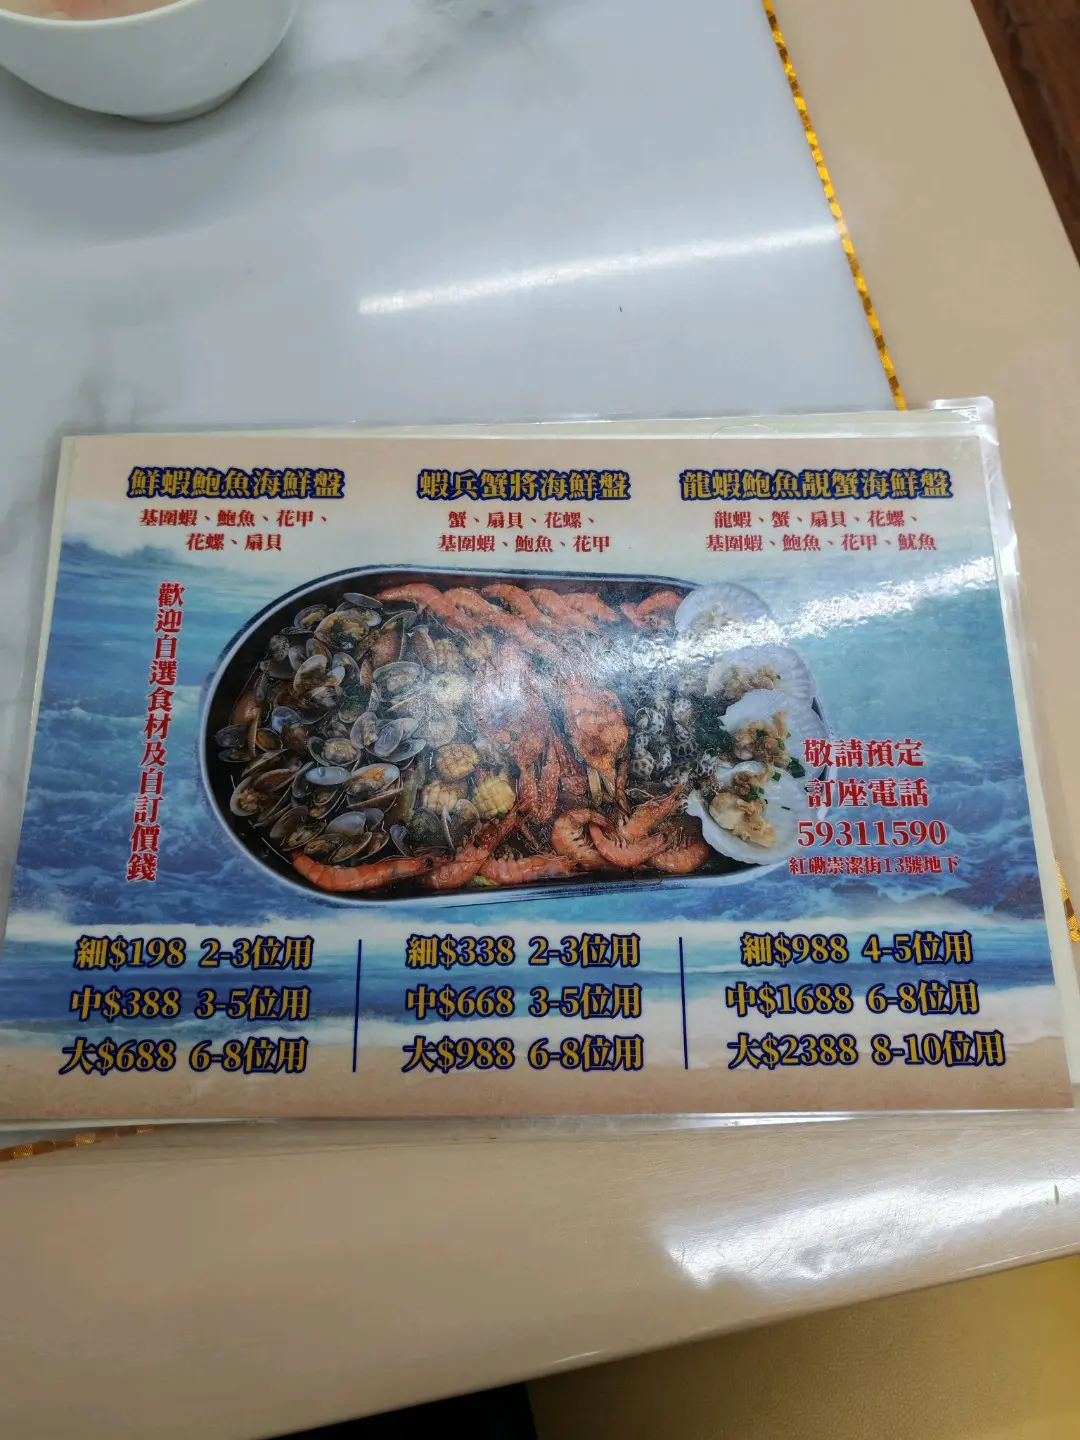 鮮蝦鮑魚海鮮盤
基圍蝦、鮑魚、花甲、
花螺、扇貝
蝦兵蟹將海鮮盤
蟹、扇貝、花螺、
基圍蝦、鮑魚、花甲
龍蝦鮑魚靚蟹海鮮盤
龍蝦、蟹、扇貝、花螺、
基圍蝦、鮑魚、花甲、魷魚
歡迎自選食材及自訂價錢
敬請預定
訂座電話
59311590
紅磡崇潔街13號地下
細$198 2-3位用
中$388 3-5位用
大$688 6-8位用
細$338 2-3位用
中$668 3-5位用
大$988 6-8位用
細$988 4-5位用
中$1688 6-8位用
大$2388 8-10位用